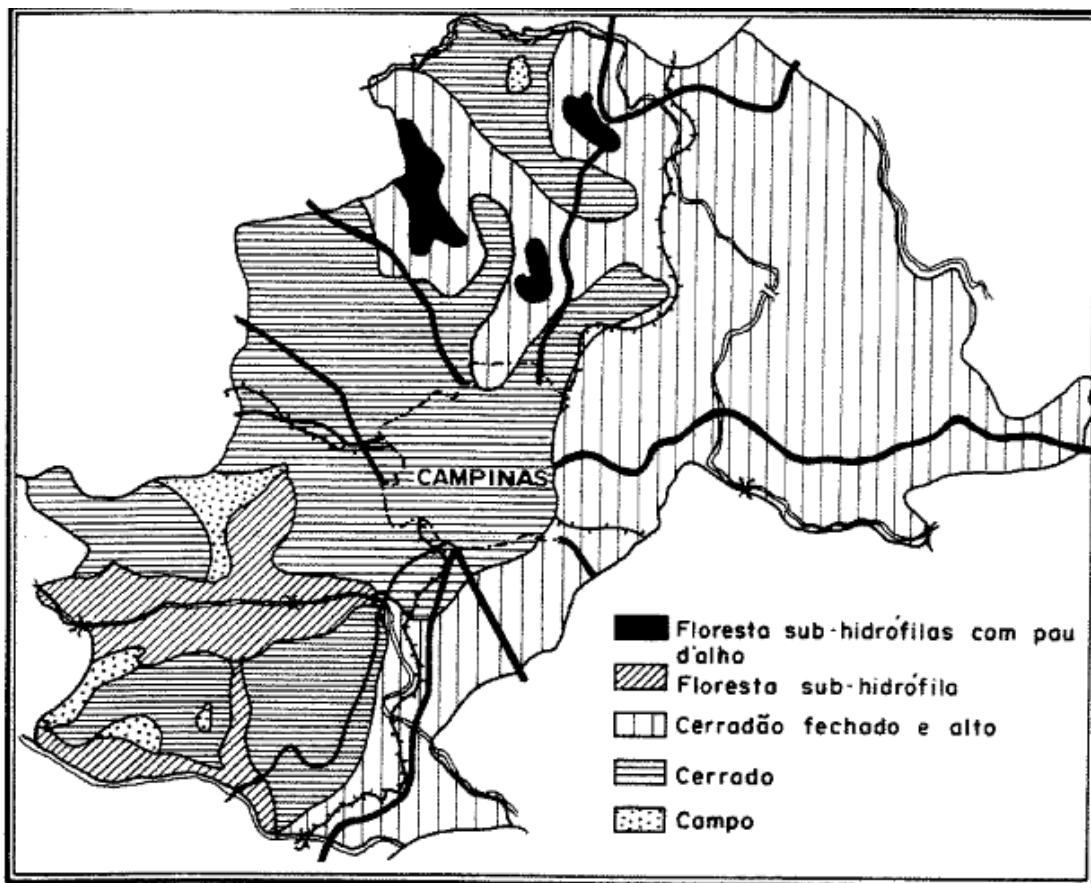 CAMPINAS
Floresta sub-hidrófilas com pau
d'alho
Floresta sub-hidrófila
Cerradão fechado e alto
Cerrado
Campo